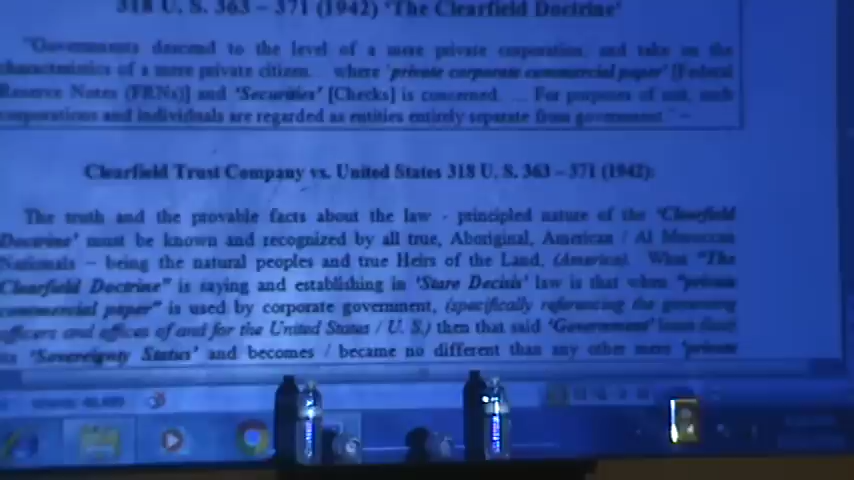 318 U. S. 363 – 371 (1942) 'The Clearfield Doctrine'
"Governments descend to the level of a mere private corporation, and take on the
characteristics of a mere private citizen... where 'private corporate commercial paper' [Federal
Reserve Notes (FRNs)] and 'Securities' [Checks] is concerned. ... For purposes of suit, such
corporations and individuals are regarded as entities entirely separate from government." –
Clearfield Trust Company vs. United States 318 U. S. 363 – 371 (1942):
The truth and the provable facts about the law - principled nature of the 'Clearfield
Doctrine' must be known and recognized by all true, Aboriginal, American / Al Moroccan
Nationals – being the natural peoples and true Heirs of the Land, (America). What "The
Clearfield Doctrine" is saying and establishing in 'Stare Decisis' law is that when "private
commercial paper" is used by corporate government, (specifically referencing the governing
officers and offices of and for the United States / U. S.) then that said 'Government' loses
its 'Sovereignty Status' and becomes / became no different than any other mere 'private